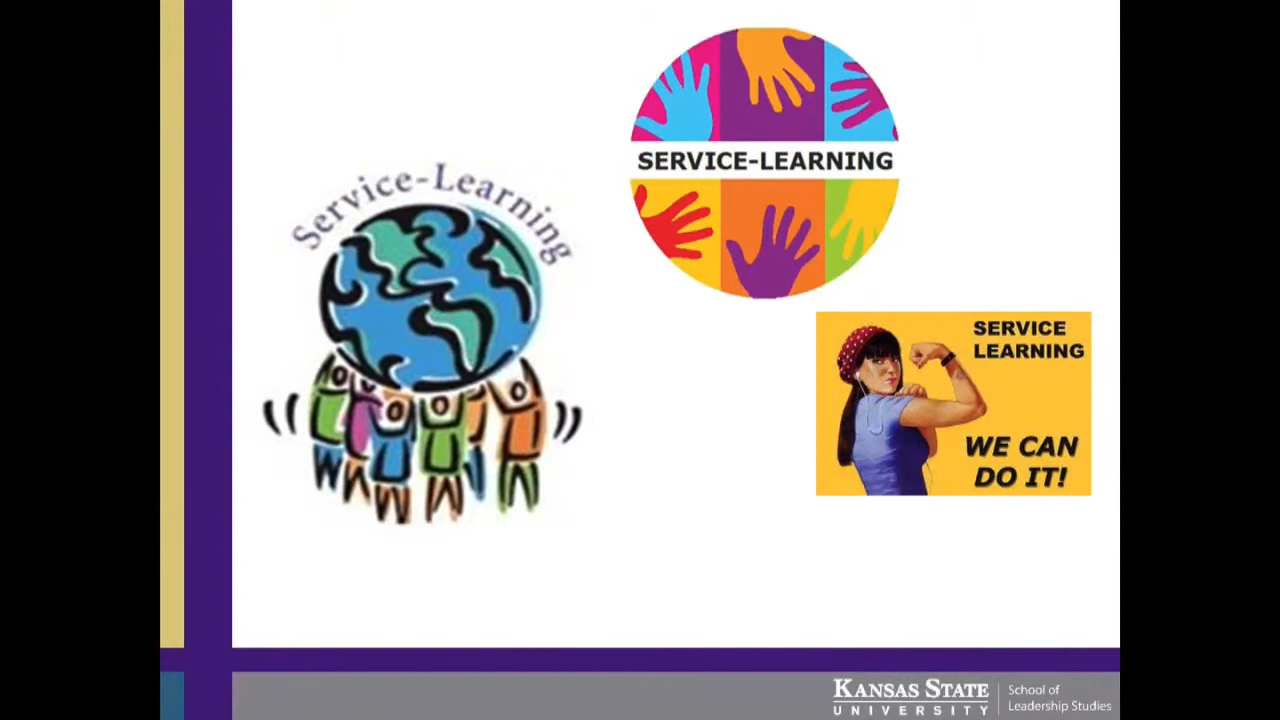 Service-Learning
SERVICE-LEARNING
SERVICE
LEARNING
WE CAN
DO IT!
KANSAS STATE
UNIVERSITY
School of
Leadership Studies